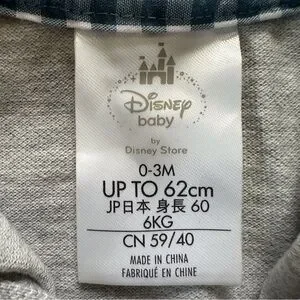 Disney
baby
by
Disney Store
0-3M
UP TO 62cm
JP日本 身長 60
6KG
CN 59/40
MADE IN CHINA
FABRIQUÉ EN CHINE